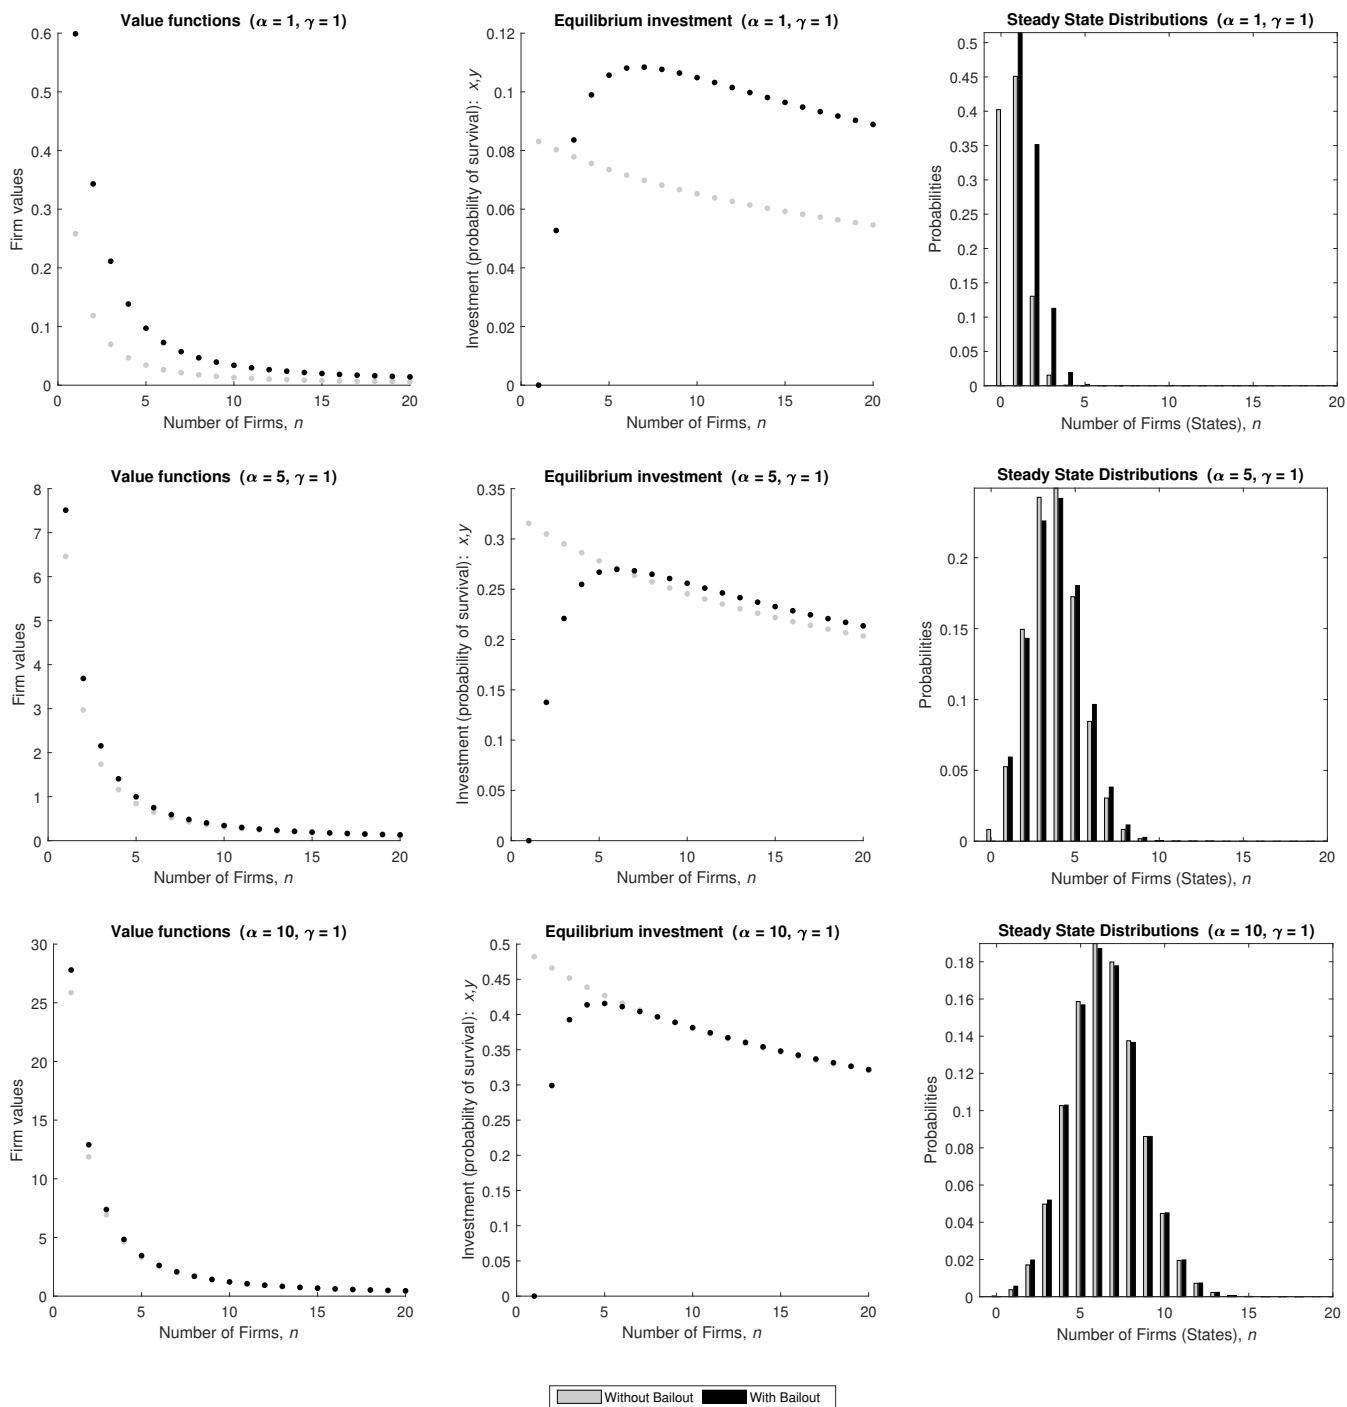 Value functions (α = 1, γ = 1)
0.6
0.5
0.4
0.3
0.2
0.1
0
Firm values
0 5 10 15 20
Number of Firms, n
Equilibrium investment (α = 1, γ = 1)
0.12
0.1
0.08
0.06
0.04
0.02
0
Investment (probability of survival): x,y
0 5 10 15 20
Number of Firms, n
Steady State Distributions (α = 1, γ = 1)
0.5
0.45
0.4
0.35
0.3
0.25
0.2
0.15
0.1
0.05
0
Probabilities
0 5 10 15 20
Number of Firms (States), n
Value functions (α = 5, γ = 1)
8
7
6
5
4
3
2
1
0
Firm values
0 5 10 15 20
Number of Firms, n
Equilibrium investment (α = 5, γ = 1)
0.35
0.3
0.25
0.2
0.15
0.1
0.05
0
Investment (probability of survival): x,y
0 5 10 15 20
Number of Firms, n
Steady State Distributions (α = 5, γ = 1)
0.2
0.15
0.1
0.05
0
Probabilities
0 5 10 15 20
Number of Firms (States), n
Value functions (α = 10, γ = 1)
30
25
20
15
10
5
0
Firm values
0 5 10 15 20
Number of Firms, n
Equilibrium investment (α = 10, γ = 1)
0.5
0.45
0.4
0.35
0.3
0.25
0.2
0.15
0.1
0.05
0
Investment (probability of survival): x,y
0 5 10 15 20
Number of Firms, n
Steady State Distributions (α = 10, γ = 1)
0.18
0.16
0.14
0.12
0.1
0.08
0.06
0.04
0.02
0
Probabilities
0 5 10 15 20
Number of Firms (States), n
Without Bailout With Bailout